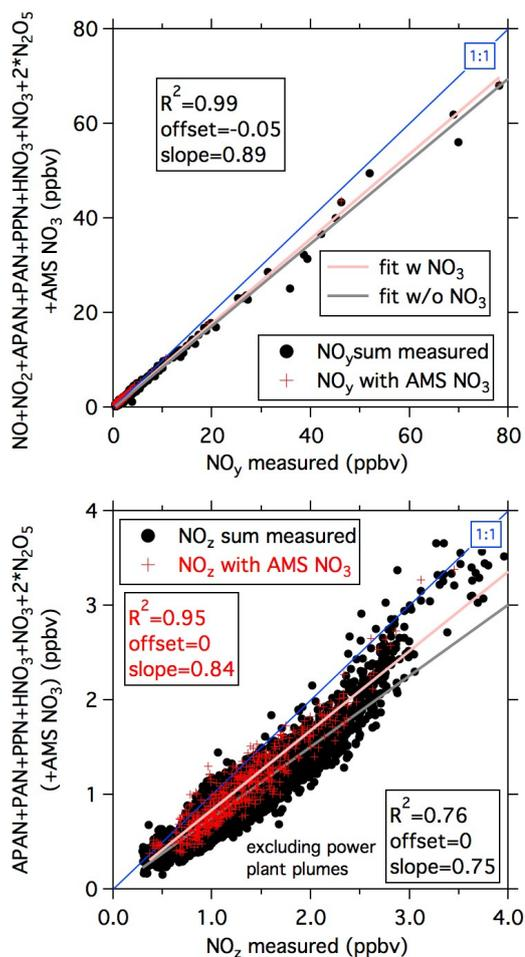 NO+NO₂+APAN+PAN+PPN+HNO₃+NO₃+2*N₂O₅
+AMS NO₃ (ppbv)
80
60
40
20
0
1:1
R²=0.99
offset=-0.05
slope=0.89
fit w NO₃
fit w/o NO₃
NOysum measured
NOy with AMS NO₃
0 20 40 60 80
NOy measured (ppbv)
APAN+PAN+PPN+HNO₃+NO₃+2*N₂O₅
(+AMS NO₃) (ppbv)
4
3
2
1
0
NOz sum measured
NOz with AMS NO₃
1:1
R²=0.95
offset=0
slope=0.84
excluding power
plant plumes
R²=0.76
offset=0
slope=0.75
0.0 1.0 2.0 3.0 4.0
NOz measured (ppbv)